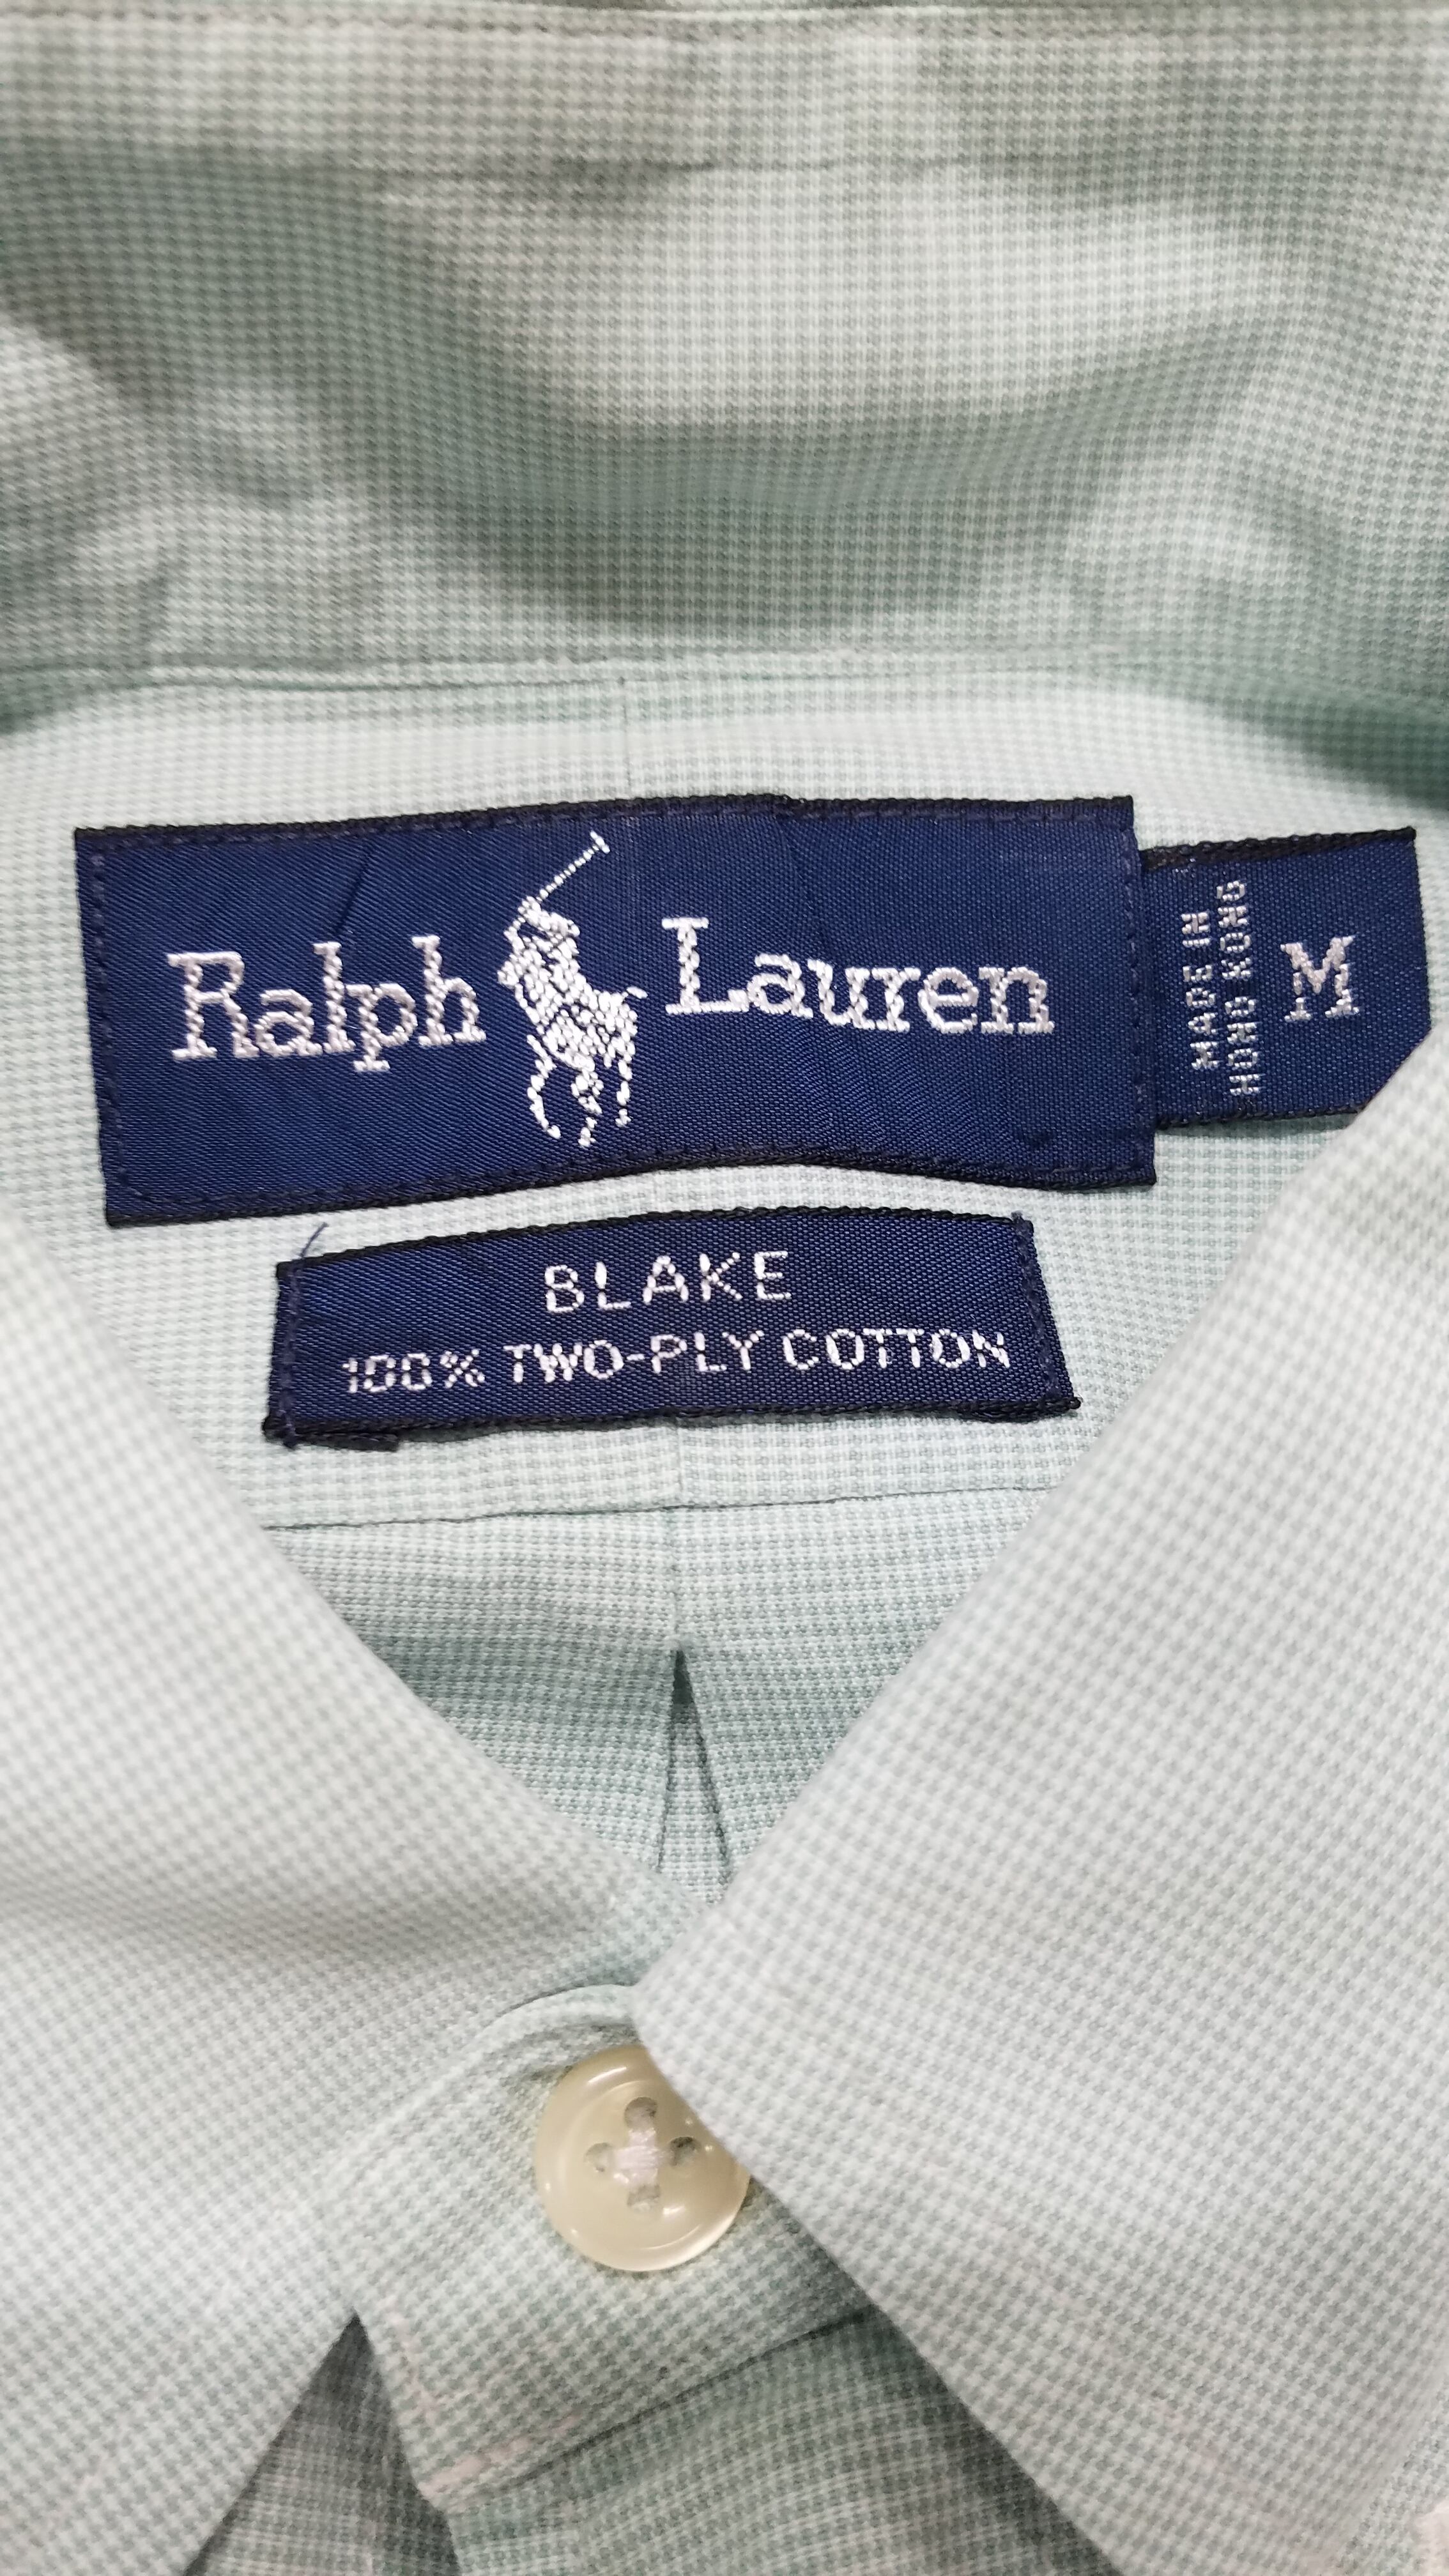 Ralph Lauren
MADE IN
HONG KONG
M
BLAKE
100% TWO-PLY COTTON